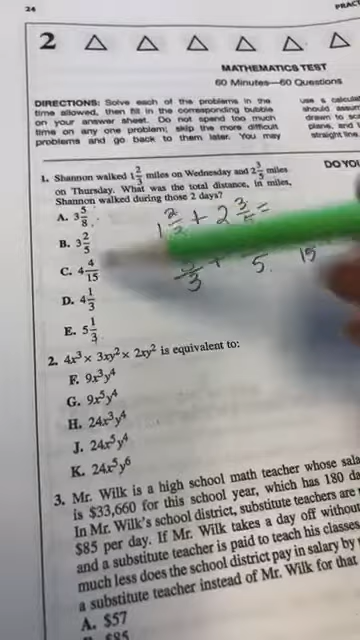 24
PRAC
2
MATHEMATICS TEST
60 Minutes—60 Questions
DIRECTIONS: Solve each of the problems in the
time allowed, then fill in the corresponding bubble
on your answer sheet. Do not spend too much
time on any one problem; skip the more difficult
problems and go back to them later. You may
use a calcula
should assum
drawn to sca
plane, and
straight line
DO YOU
1. Shannon walked 1 2/3 miles on Wednesday and 2 3/5 miles
on Thursday. What was the total distance, in miles,
Shannon walked during those 2 days?
A. 3 5/8
B. 3 2/5
C. 4 4/15
D. 4 1/3
E. 5 1/3
1 2/3 + 2 3/5 =
5/3 +
5
15
2. 4x³ × 3xy² × 2xy² is equivalent to:
F. 9x³y⁴
G. 9x⁵y⁴
H. 24x³y⁴
J. 24x⁵y⁴
K. 24x⁵y⁶
3. Mr. Wilk is a high school math teacher whose sala
is $33,660 for this school year, which has 180 da
In Mr. Wilk's school district, substitute teachers are
$85 per day. If Mr. Wilk takes a day off without
and a substitute teacher is paid to teach his classes
much less does the school district pay in salary by
a substitute teacher instead of Mr. Wilk for that
A. $57
$85